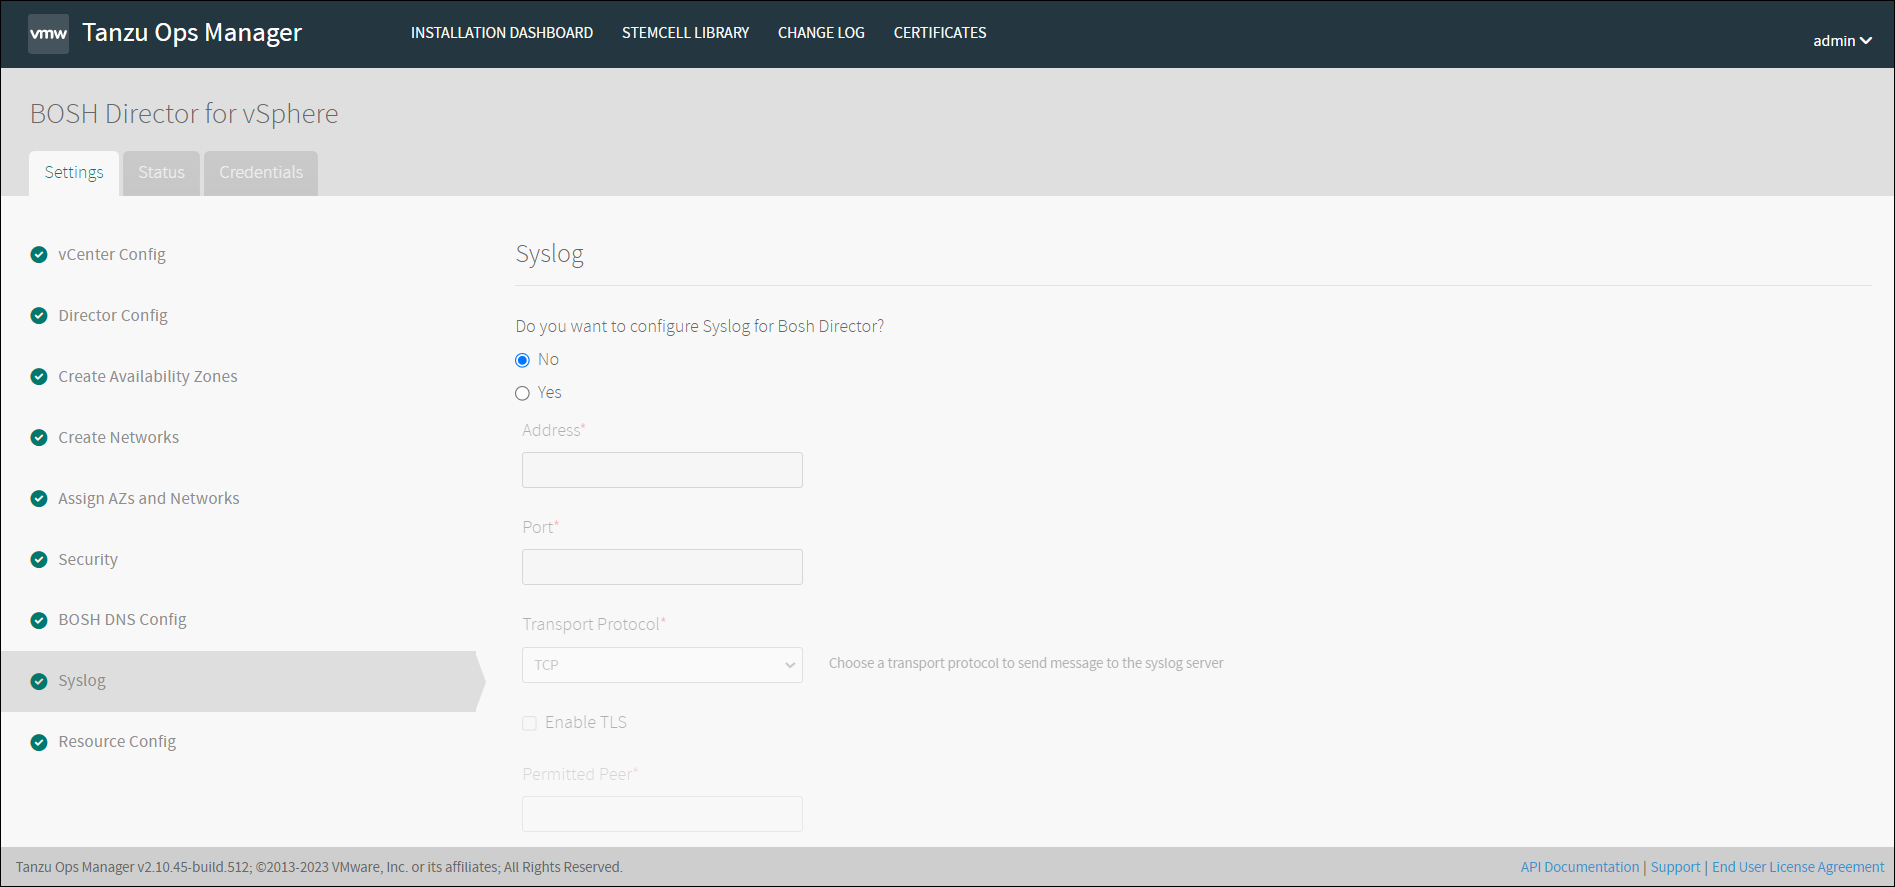 vmw Tanzu Ops Manager INSTALLATION DASHBOARD STEMCELL LIBRARY CHANGE LOG CERTIFICATES admin
BOSH Director for vSphere
Settings Status Credentials
vCenter Config
Director Config
Create Availability Zones
Create Networks
Assign AZs and Networks
Security
BOSH DNS Config
Syslog
Resource Config
Syslog
Do you want to configure Syslog for Bosh Director?
No
Yes
Address*
Port*
Transport Protocol*
TCP Choose a transport protocol to send message to the syslog server
Enable TLS
Permitted Peer*
Tanzu Ops Manager v2.10.45-build.512; ©2013-2023 VMware, Inc. or its affiliates; All Rights Reserved. API Documentation | Support | End User License Agreement